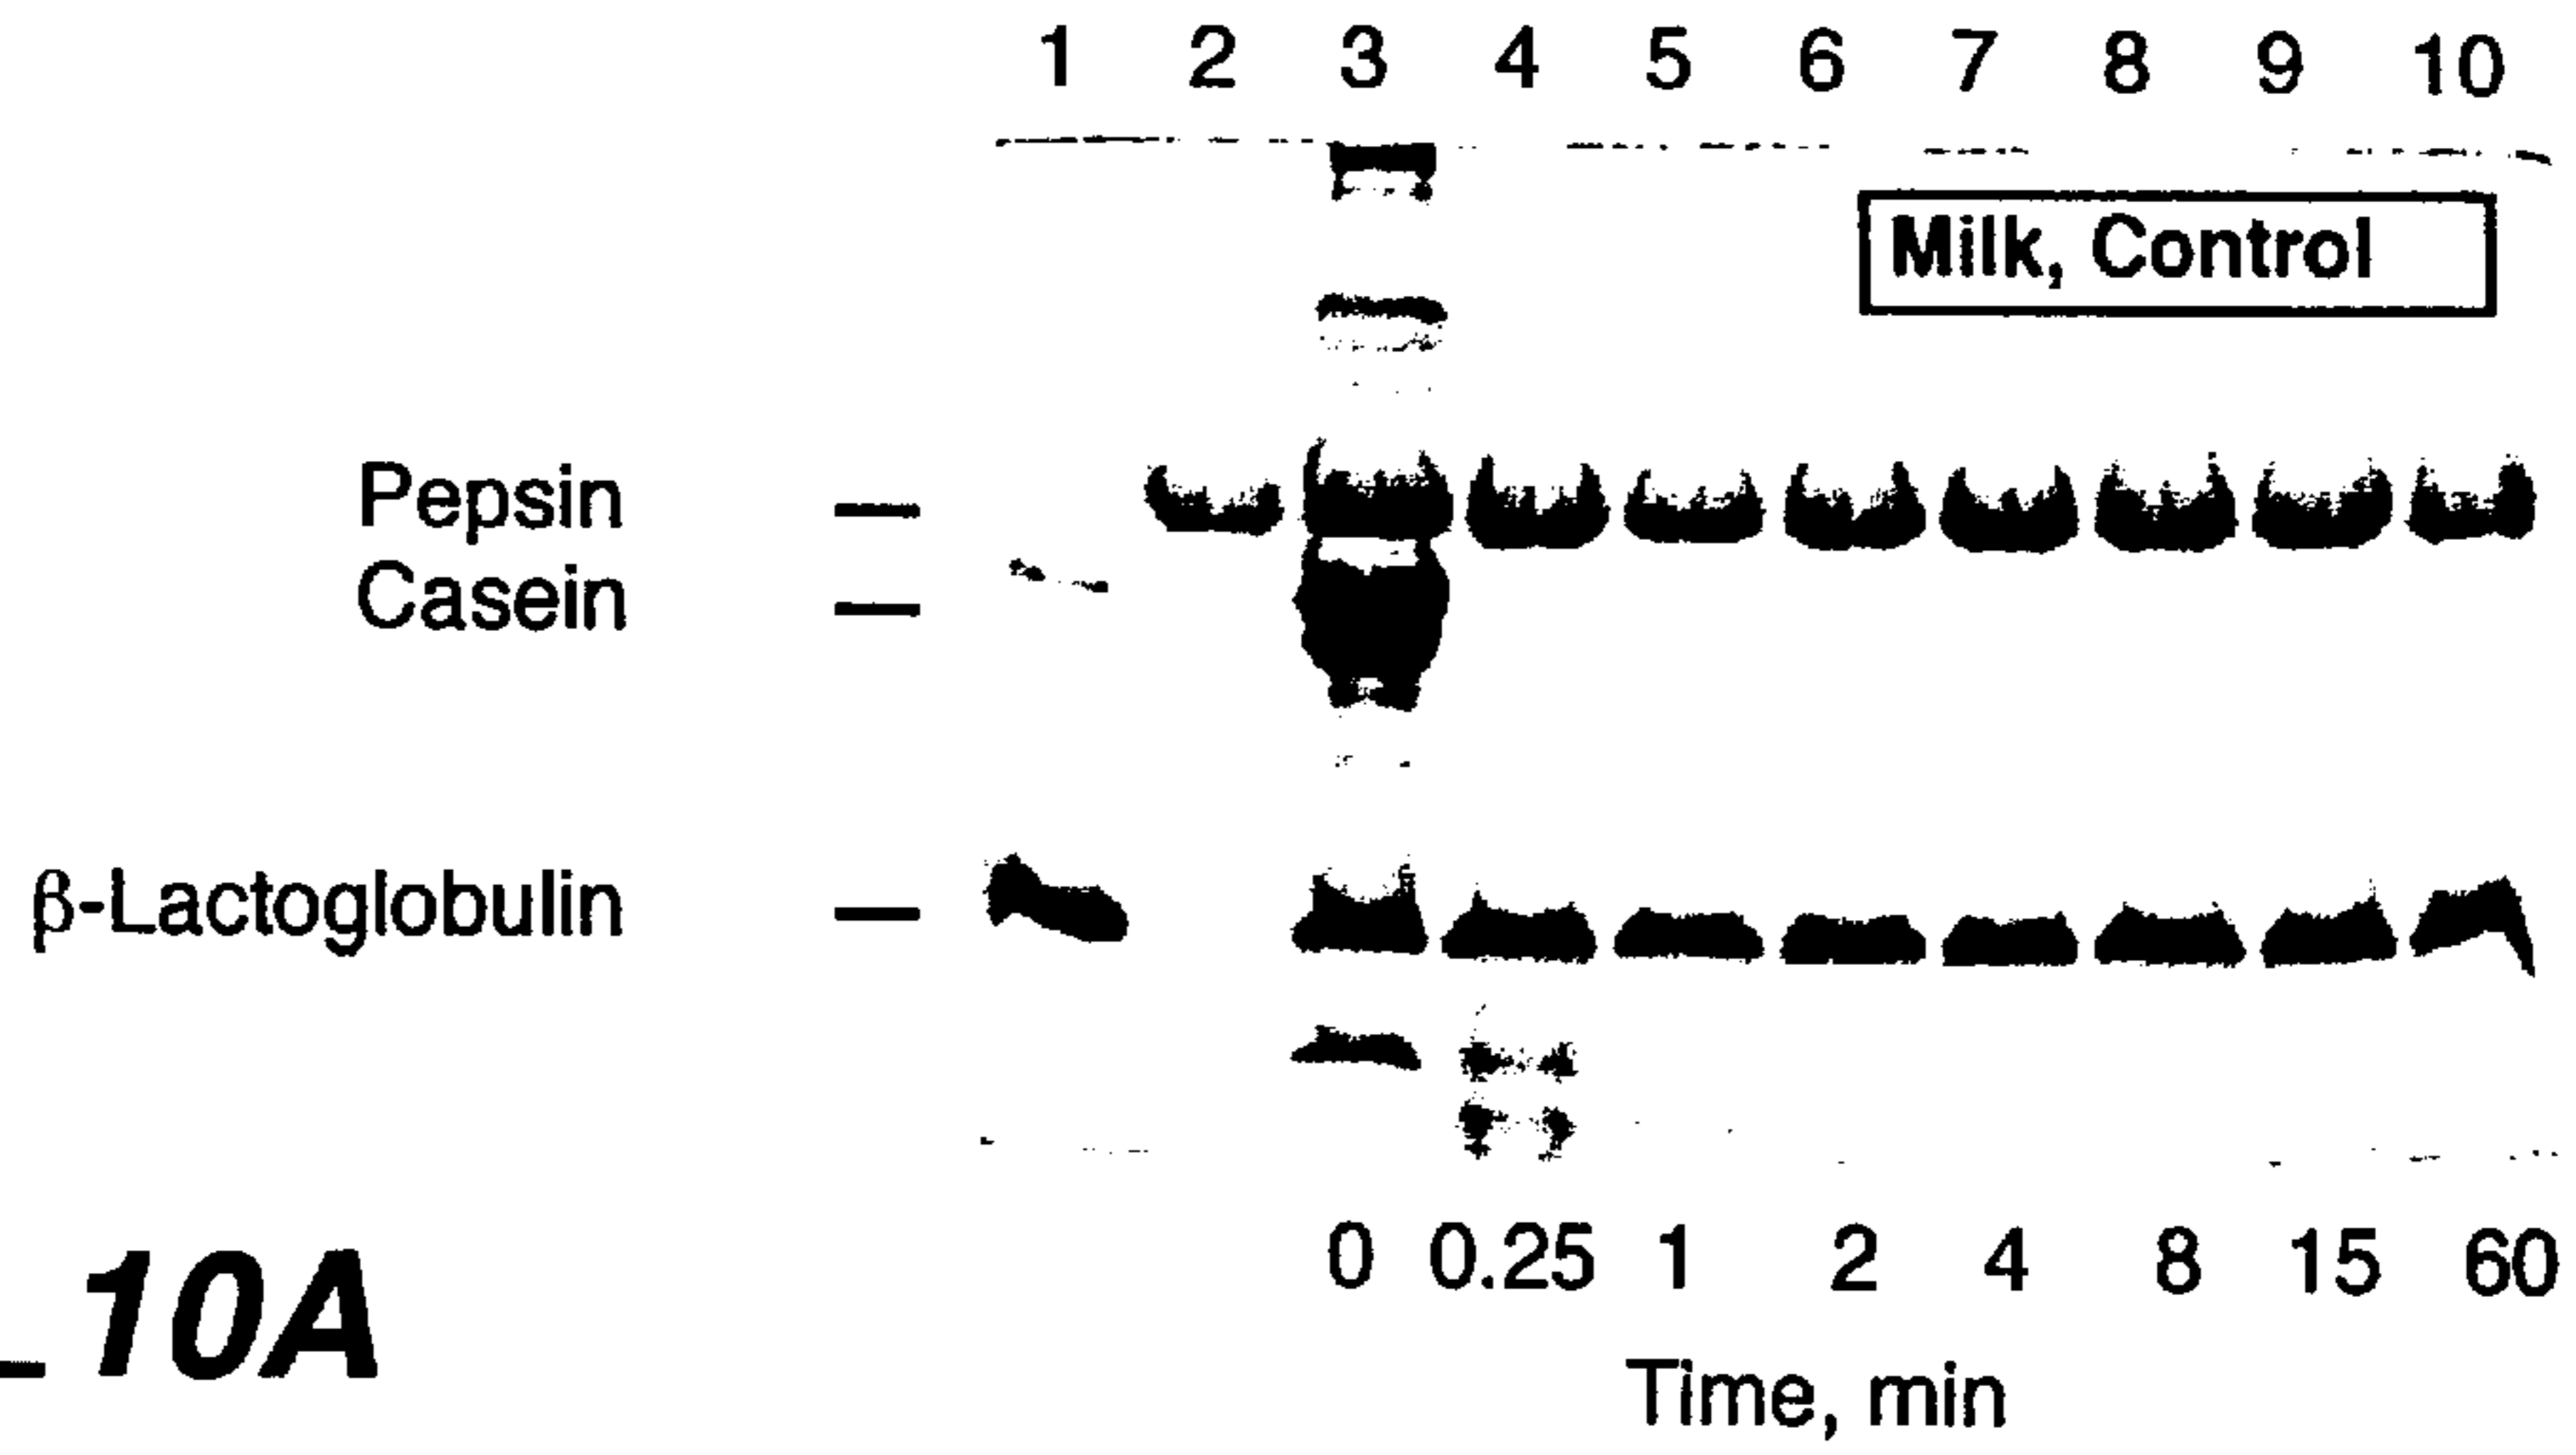 1 2 3 4 5 6 7 8 9 10
Milk, Control
Pepsin
Casein
β-Lactoglobulin
0 0.25 1 2 4 8 15 60
10A
Time, min